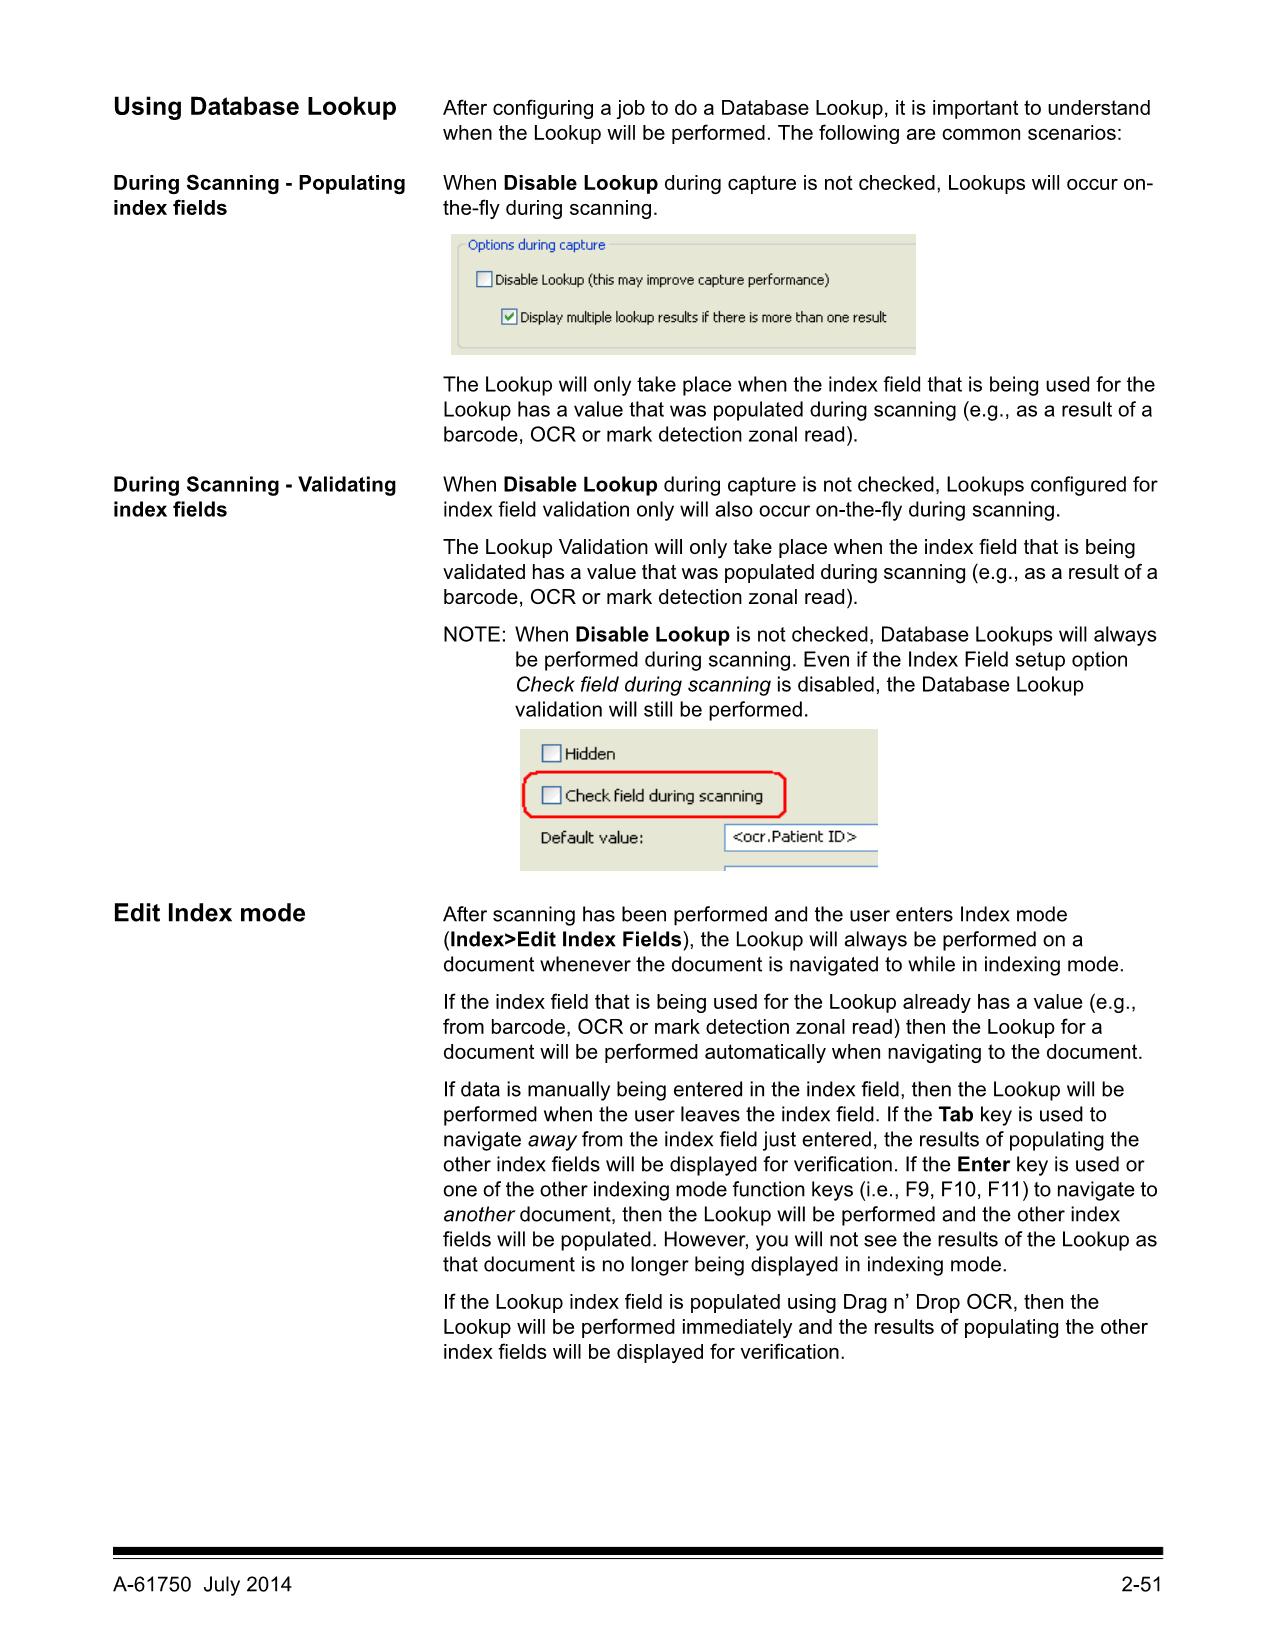 Using Database Lookup
After configuring a job to do a Database Lookup, it is important to understand
when the Lookup will be performed. The following are common scenarios:
During Scanning - Populating
index fields
When Disable Lookup during capture is not checked, Lookups will occur on-
the-fly during scanning.
Options during capture
Disable Lookup (this may improve capture performance)
Display multiple lookup results if there is more than one result
The Lookup will only take place when the index field that is being used for the
Lookup has a value that was populated during scanning (e.g., as a result of a
barcode, OCR or mark detection zonal read).
During Scanning - Validating
index fields
When Disable Lookup during capture is not checked, Lookups configured for
index field validation only will also occur on-the-fly during scanning.
The Lookup Validation will only take place when the index field that is being
validated has a value that was populated during scanning (e.g., as a result of a
barcode, OCR or mark detection zonal read).
NOTE: When Disable Lookup is not checked, Database Lookups will always
be performed during scanning. Even if the Index Field setup option
Check field during scanning is disabled, the Database Lookup
validation will still be performed.
Hidden
Check field during scanning
Default value: <ocr.Patient ID>
Edit Index mode
After scanning has been performed and the user enters Index mode
(Index>Edit Index Fields), the Lookup will always be performed on a
document whenever the document is navigated to while in indexing mode.
If the index field that is being used for the Lookup already has a value (e.g.,
from barcode, OCR or mark detection zonal read) then the Lookup for a
document will be performed automatically when navigating to the document.
If data is manually being entered in the index field, then the Lookup will be
performed when the user leaves the index field. If the Tab key is used to
navigate away from the index field just entered, the results of populating the
other index fields will be displayed for verification. If the Enter key is used or
one of the other indexing mode function keys (i.e., F9, F10, F11) to navigate to
another document, then the Lookup will be performed and the other index
fields will be populated. However, you will not see the results of the Lookup as
that document is no longer being displayed in indexing mode.
If the Lookup index field is populated using Drag n’ Drop OCR, then the
Lookup will be performed immediately and the results of populating the other
index fields will be displayed for verification.
A-61750 July 2014 2-51